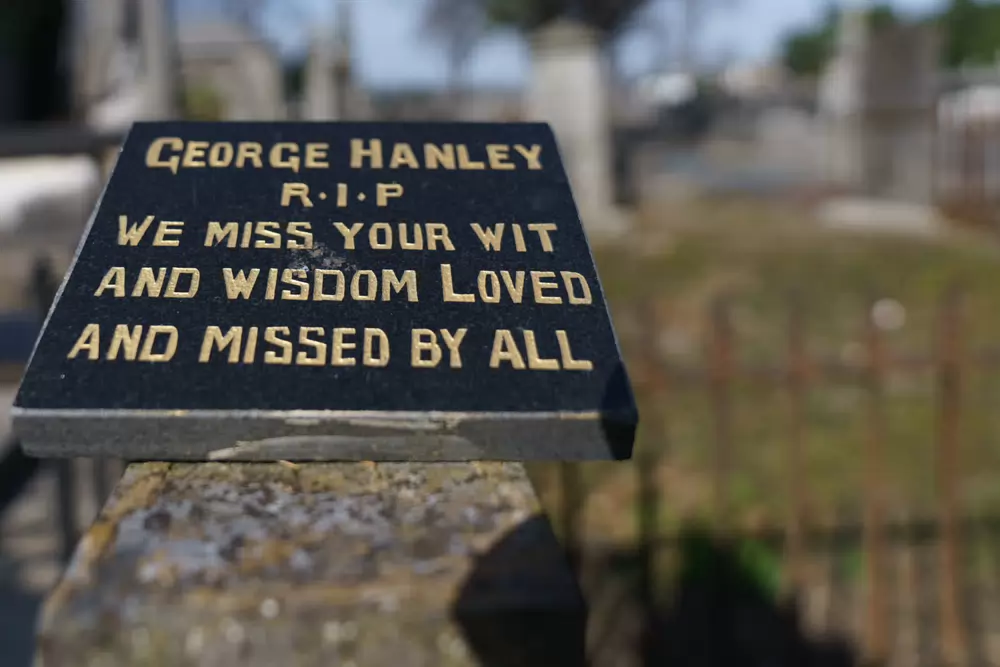 GEORGE HANLEY
R·I·P
WE MISS YOUR WIT
AND WISDOM LOVED
AND MISSED BY ALL